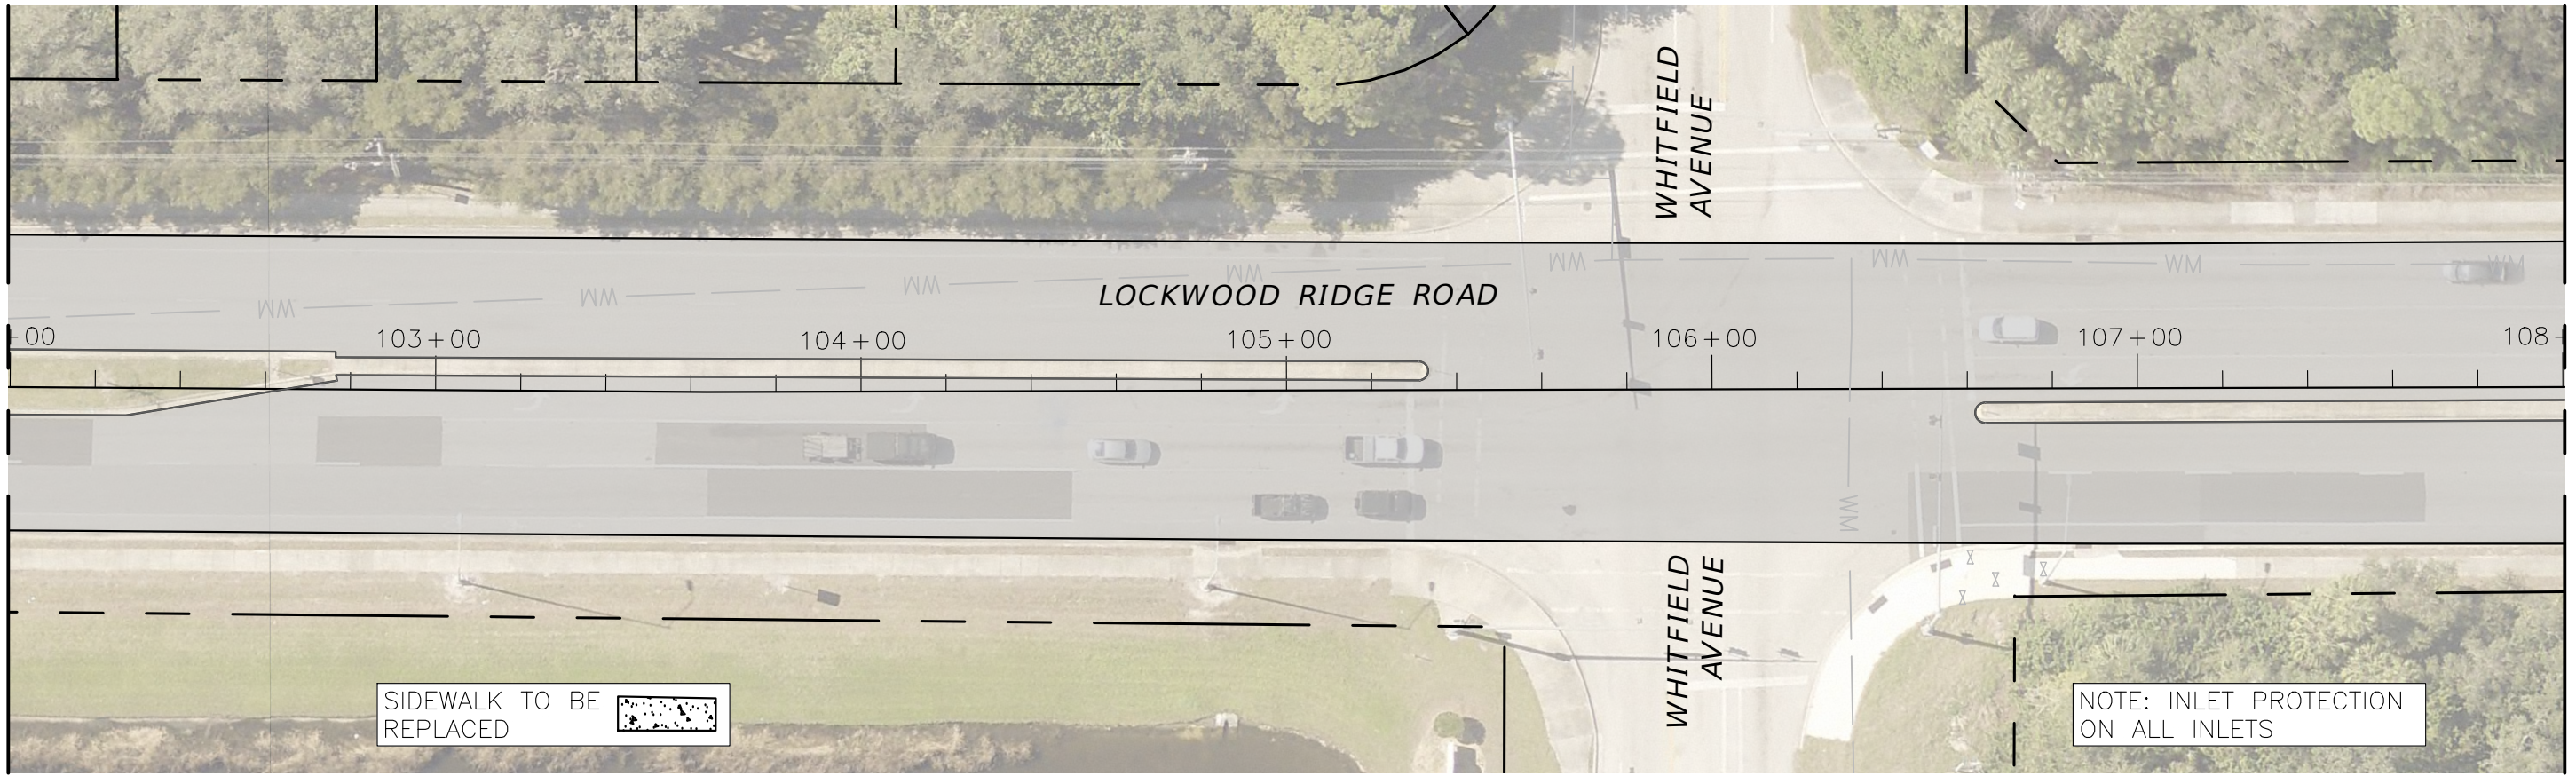 WHITFIELD
AVENUE
WM
WM
WM
WM
WM
WM
WM
WM
LOCKWOOD RIDGE ROAD
+00
103+00
104+00
105+00
106+00
107+00
108+
WM
WHITFIELD
AVENUE
SIDEWALK TO BE
REPLACED
NOTE: INLET PROTECTION
ON ALL INLETS